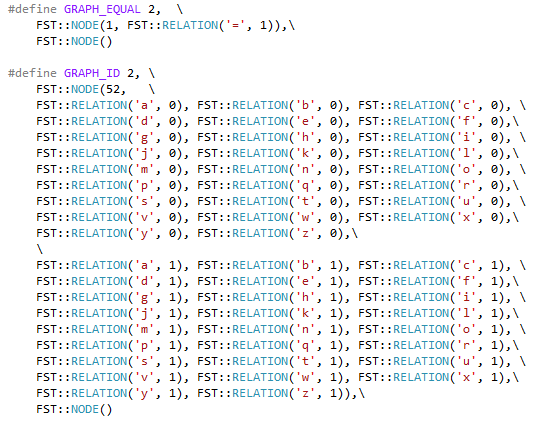 #define GRAPH_EQUAL 2,  \
    FST::NODE(1, FST::RELATION('=', 1)),\
    FST::NODE()
#define GRAPH_ID 2, \
    FST::NODE(52,   \
    FST::RELATION('a', 0), FST::RELATION('b', 0), FST::RELATION('c', 0), \
    FST::RELATION('d', 0), FST::RELATION('e', 0), FST::RELATION('f', 0),\
    FST::RELATION('g', 0), FST::RELATION('h', 0), FST::RELATION('i', 0),\
    FST::RELATION('j', 0), FST::RELATION('k', 0), FST::RELATION('l', 0),\
    FST::RELATION('m', 0), FST::RELATION('n', 0), FST::RELATION('o', 0),\
    FST::RELATION('p', 0), FST::RELATION('q', 0), FST::RELATION('r', 0),\
    FST::RELATION('s', 0), FST::RELATION('t', 0), FST::RELATION('u', 0),\
    FST::RELATION('v', 0), FST::RELATION('w', 0), FST::RELATION('x', 0),\
    FST::RELATION('y', 0), FST::RELATION('z', 0),\
    \
    FST::RELATION('a', 1), FST::RELATION('b', 1), FST::RELATION('c', 1), \
    FST::RELATION('d', 1), FST::RELATION('e', 1), FST::RELATION('f', 1),\
    FST::RELATION('g', 1), FST::RELATION('h', 1), FST::RELATION('i', 1),\
    FST::RELATION('j', 1), FST::RELATION('k', 1), FST::RELATION('l', 1),\
    FST::RELATION('m', 1), FST::RELATION('n', 1), FST::RELATION('o', 1),\
    FST::RELATION('p', 1), FST::RELATION('q', 1), FST::RELATION('r', 1),\
    FST::RELATION('s', 1), FST::RELATION('t', 1), FST::RELATION('u', 1),\
    FST::RELATION('v', 1), FST::RELATION('w', 1), FST::RELATION('x', 1),\
    FST::RELATION('y', 1), FST::RELATION('z', 1)),\
    FST::NODE()